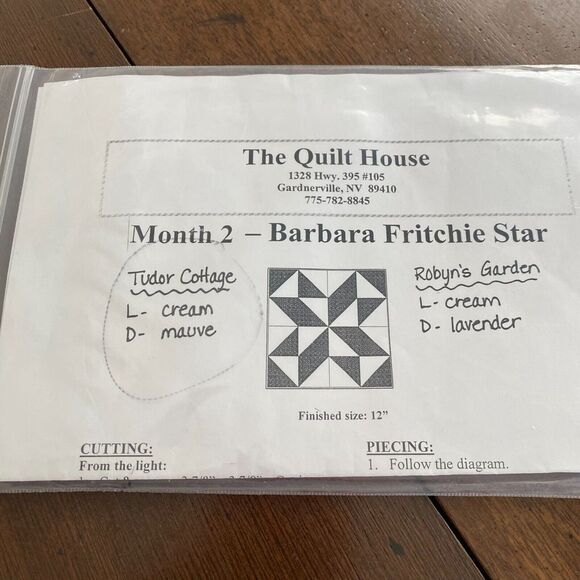 The Quilt House
1328 Hwy. 395 #105
Gardnerville, NV 89410
775-782-8845
Month 2 – Barbara Fritchie Star
Tudor Cottage
L- cream
D- mauve
Robyn's Garden
L- cream
D- lavender
Finished size: 12"
CUTTING:
From the light:
PIECING:
1. Follow the diagram.